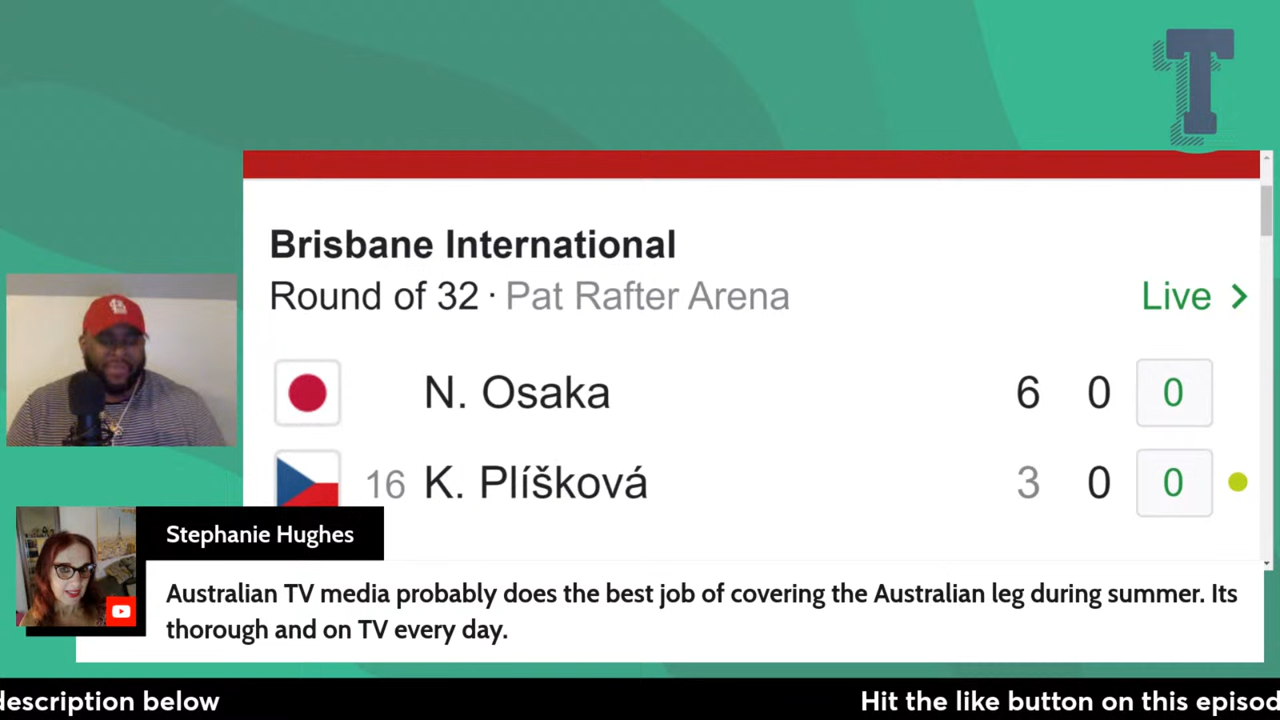 T
Brisbane International
Round of 32 · Pat Rafter Arena
Live >
N. Osaka 6 0 0
16 K. Plíšková 3 0 0
Stephanie Hughes
Australian TV media probably does the best job of covering the Australian leg during summer. Its
thorough and on TV every day.
description below Hit the like button on this episod